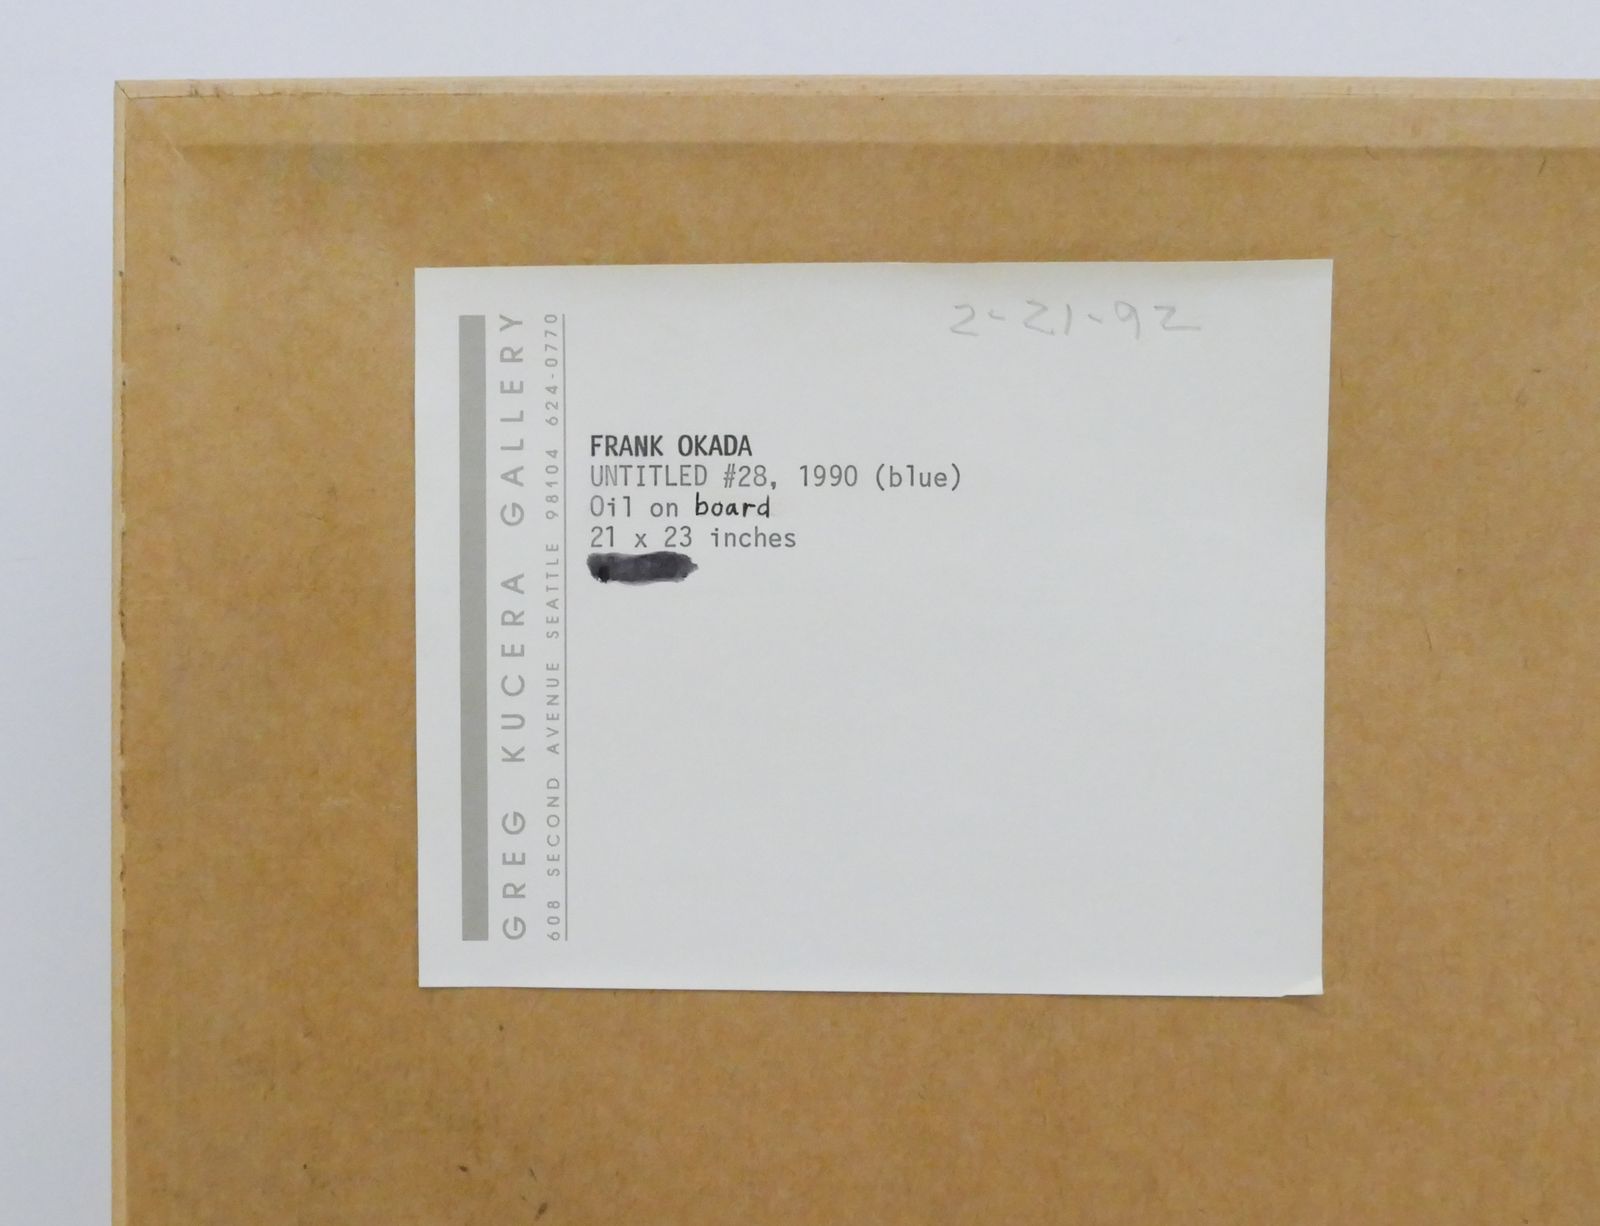 2-21-92
GREG KUCERA GALLERY
608 SECOND AVENUE SEATTLE 98104 624-0770
FRANK OKADA
UNTITLED #28, 1990 (blue)
Oil on board
21 x 23 inches